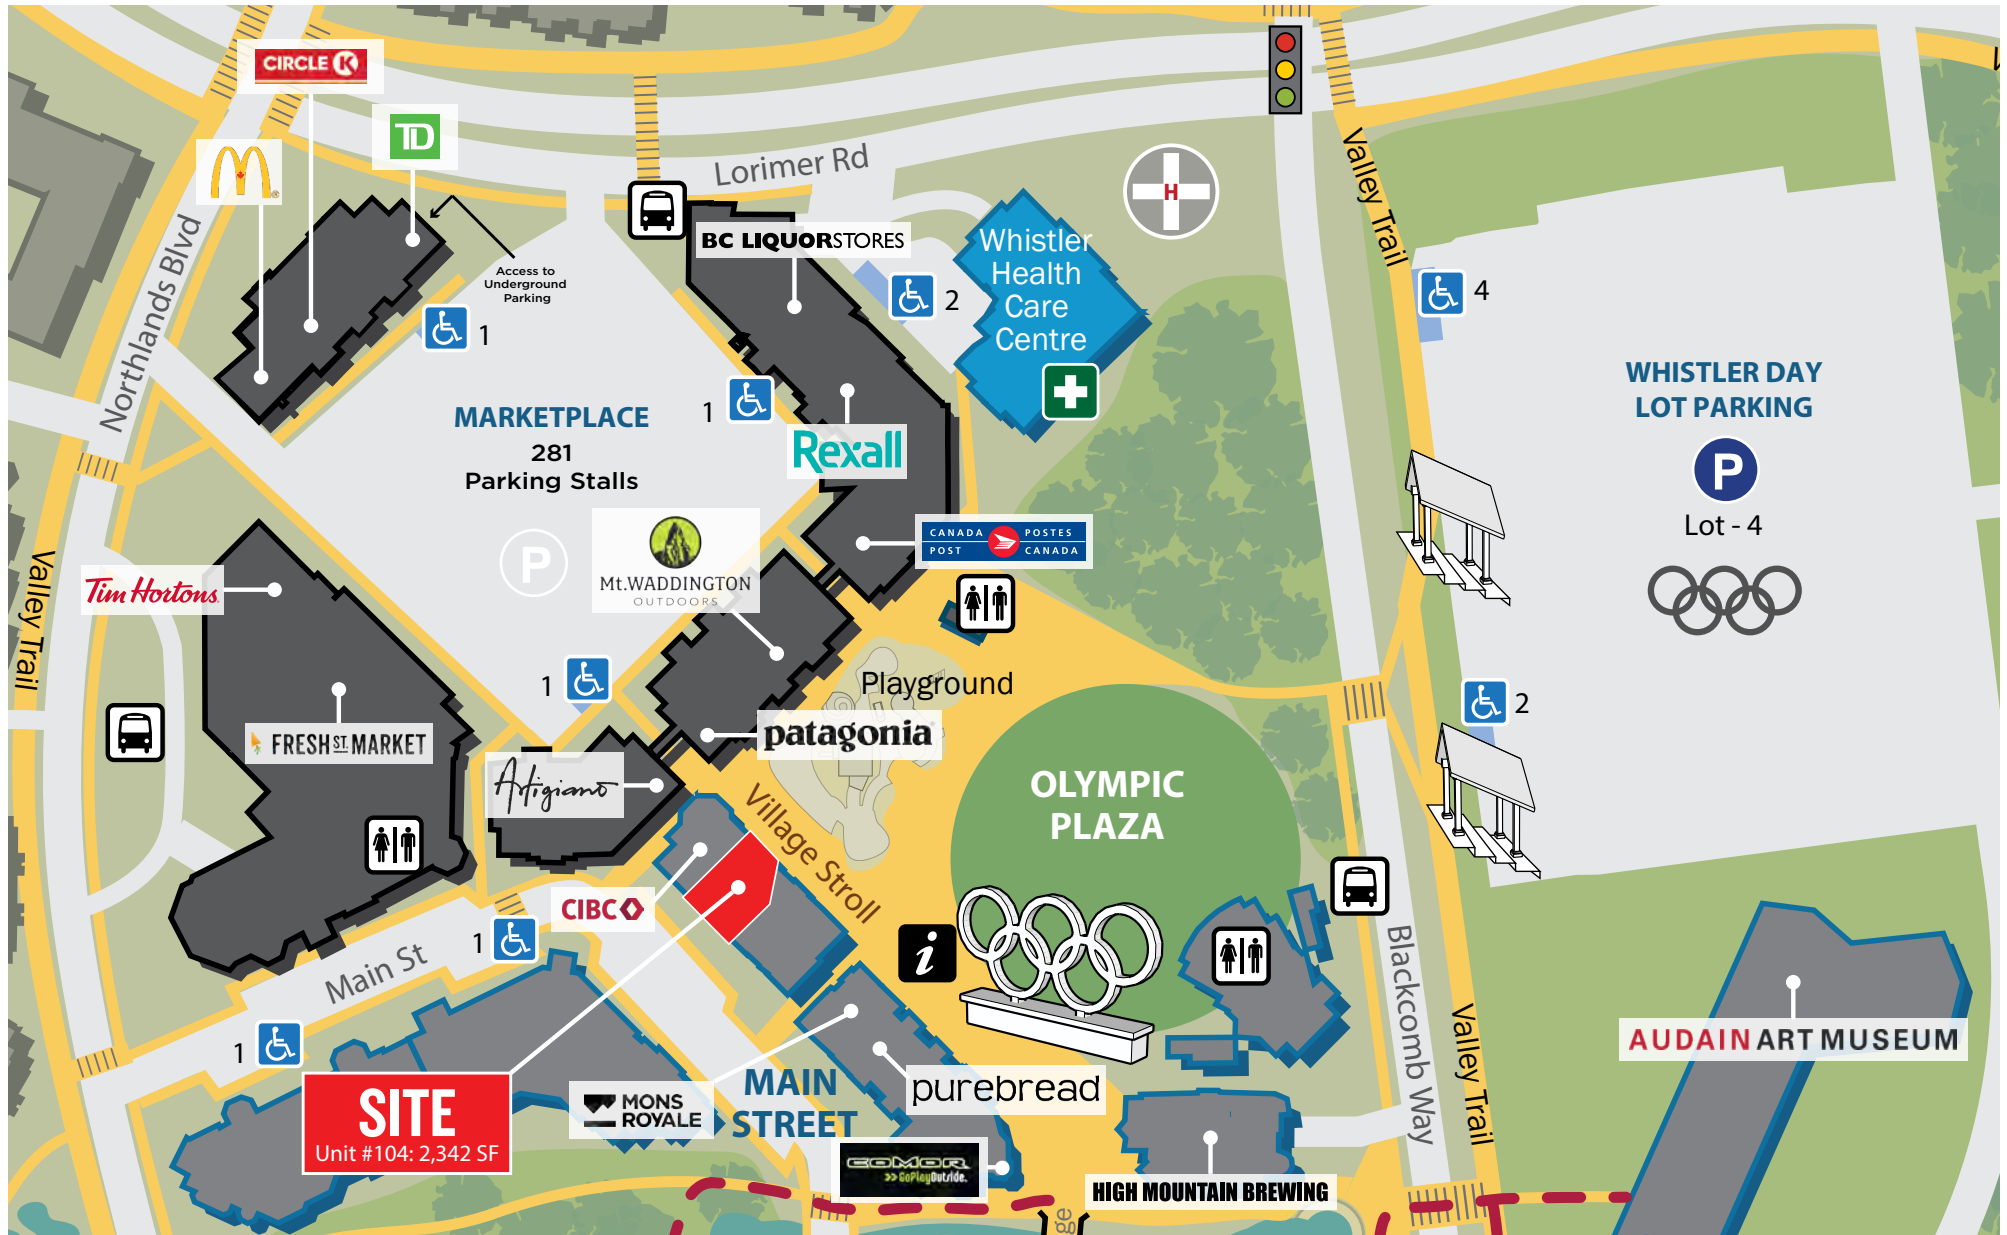 CIRCLE K
TD
Lorimer Rd
Valley Trail
H
BC LIQUORSTORES
Whistler
Health
Care
Centre
Northlands Blvd
Access to
Underground
Parking
1
2
4
1
MARKETPLACE
281
Parking Stalls
P
Rexall
WHISTLER DAY
LOT PARKING
P
Lot - 4
CANADA POSTES
POST CANADA
Mt.WADDINGTON
OUTDOORS
Tim Hortons
Valley Trail
1
Playground
2
patagonia
FRESH ST. MARKET
Artigiano
OLYMPIC
PLAZA
Village Stroll
CIBC
i
1
Main St
Blackcomb Way
Valley Trail
1
AUDAIN ART MUSEUM
SITE
Unit #104: 2,342 SF
MONS
ROYALE
MAIN
STREET
purebread
COMOR
>> GoPlayOutside.
HIGH MOUNTAIN BREWING
ge